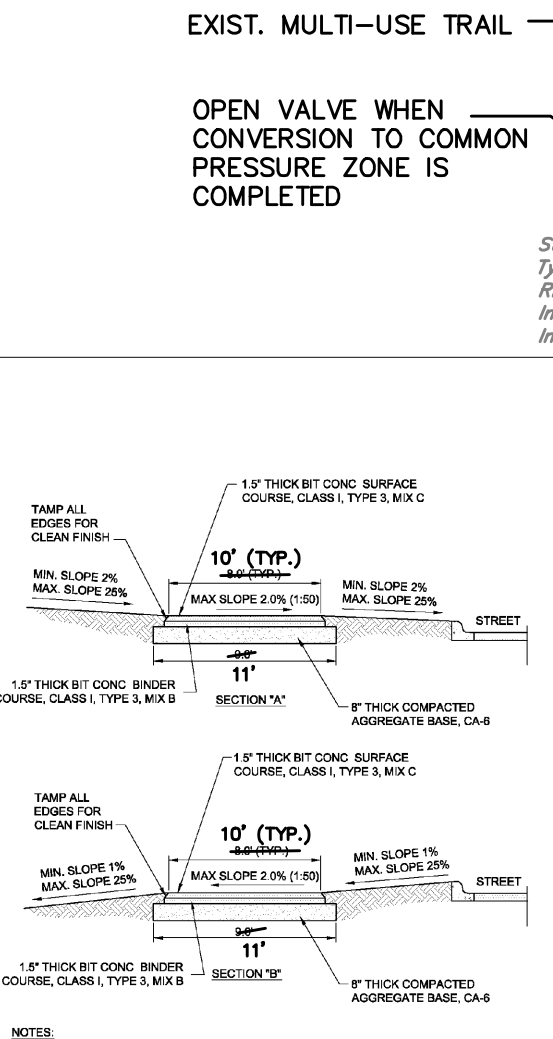 EXIST. MULTI-USE TRAIL
OPEN VALVE WHEN
CONVERSION TO COMMON
PRESSURE ZONE IS
COMPLETED
1.5" THICK BIT CONC SURFACE
COURSE, CLASS I, TYPE 3, MIX C
TAMP ALL
EDGES FOR
CLEAN FINISH
10' (TYP.)
8.0' (TYP.)
MIN. SLOPE 2%
MAX. SLOPE 25%
MAX SLOPE 2.0% (1:50)
MIN. SLOPE 2%
MAX. SLOPE 25%
STREET
9.0'
11'
1.5" THICK BIT CONC BINDER
COURSE, CLASS I, TYPE 3, MIX B
SECTION "A"
8" THICK COMPACTED
AGGREGATE BASE, CA-6
1.5" THICK BIT CONC SURFACE
COURSE, CLASS I, TYPE 3, MIX C
TAMP ALL
EDGES FOR
CLEAN FINISH
10' (TYP.)
8.0' (TYP.)
MIN. SLOPE 1%
MAX. SLOPE 25%
MAX SLOPE 2.0% (1:50)
MIN. SLOPE 1%
MAX. SLOPE 25%
STREET
9.0'
11'
1.5" THICK BIT CONC BINDER
COURSE, CLASS I, TYPE 3, MIX B
SECTION "B"
8" THICK COMPACTED
AGGREGATE BASE, CA-6
NOTES: